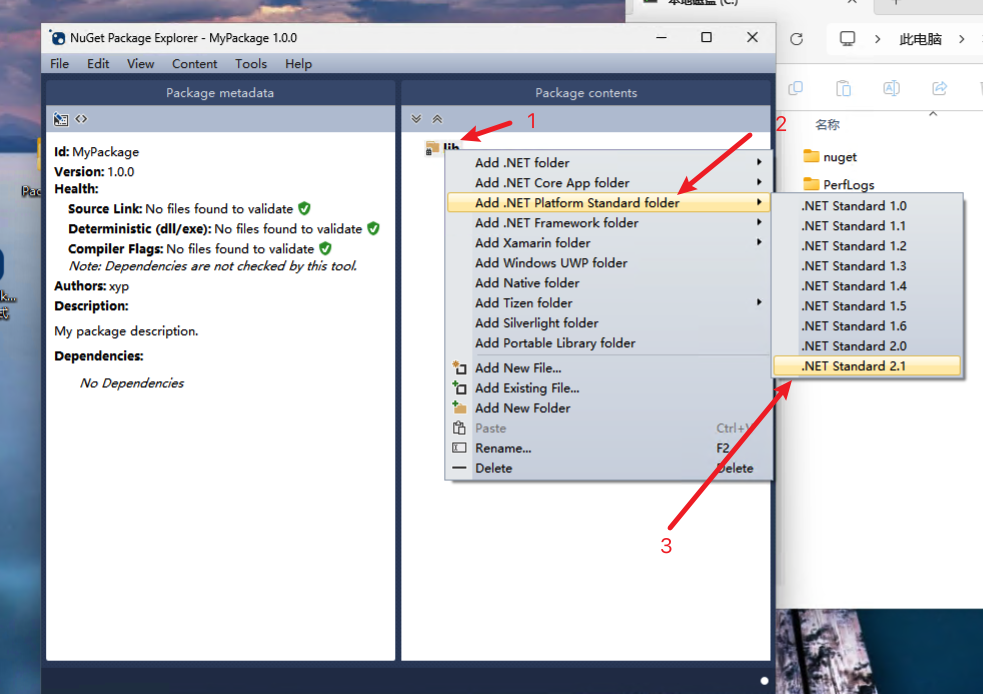 本地磁盘 (C:)
NuGet Package Explorer - MyPackage 1.0.0
此电脑
File Edit View Content Tools Help
Package metadata
Package contents
1
2
名称
lib
Id: MyPackage
Version: 1.0.0
Health:
Source Link: No files found to validate
Deterministic (dll/exe): No files found to validate
Compiler Flags: No files found to validate
Note: Dependencies are not checked by this tool.
Authors: xyp
Description:
My package description.
Dependencies:
No Dependencies
Add .NET folder
Add .NET Core App folder
Add .NET Platform Standard folder
Add .NET Framework folder
Add Xamarin folder
Add Windows UWP folder
Add Native folder
Add Tizen folder
Add Silverlight folder
Add Portable Library folder
Add New File...
Add Existing File...
Add New Folder
Paste Ctrl+V
Rename... F2
Delete Delete
nuget
PerfLogs
.NET Standard 1.0
.NET Standard 1.1
.NET Standard 1.2
.NET Standard 1.3
.NET Standard 1.4
.NET Standard 1.5
.NET Standard 1.6
.NET Standard 2.0
.NET Standard 2.1
3